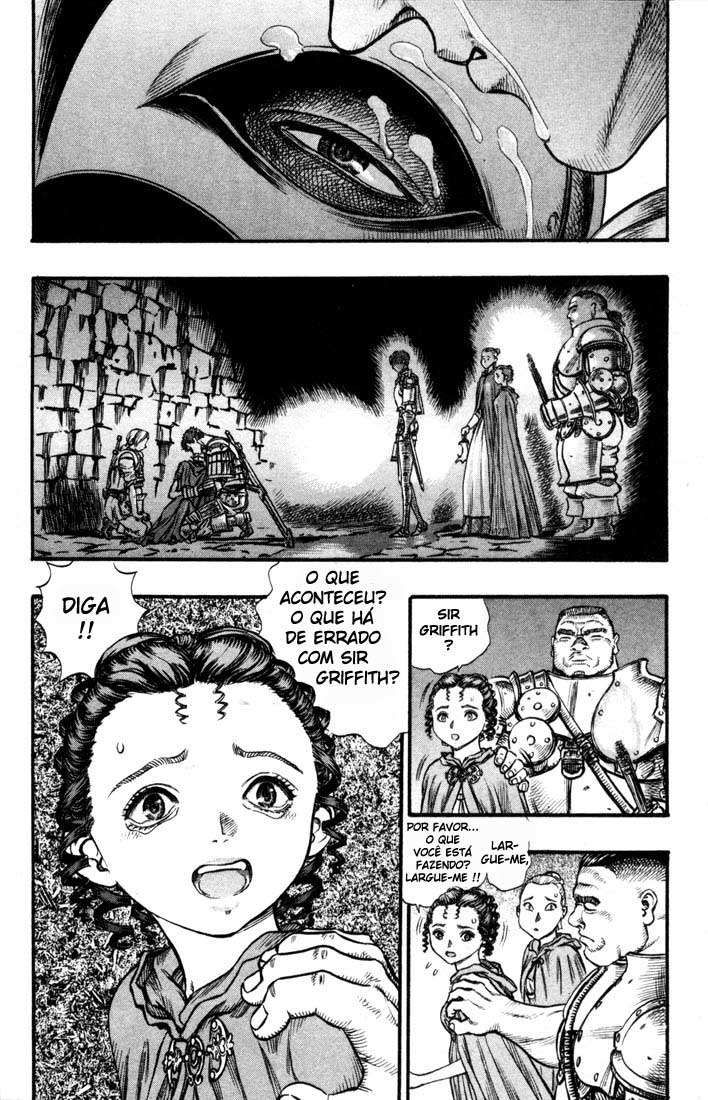 SIR
GRIFFITH
?
LAR-
GUE-ME,
POR FAVOR...
O QUE
VOCÊ ESTÁ
FAZENDO?
LARGUE-ME !!
O QUE
ACONTECEU?
O QUE HÁ
DE ERRADO
COM SIR
GRIFFITH?
DIGA
!!